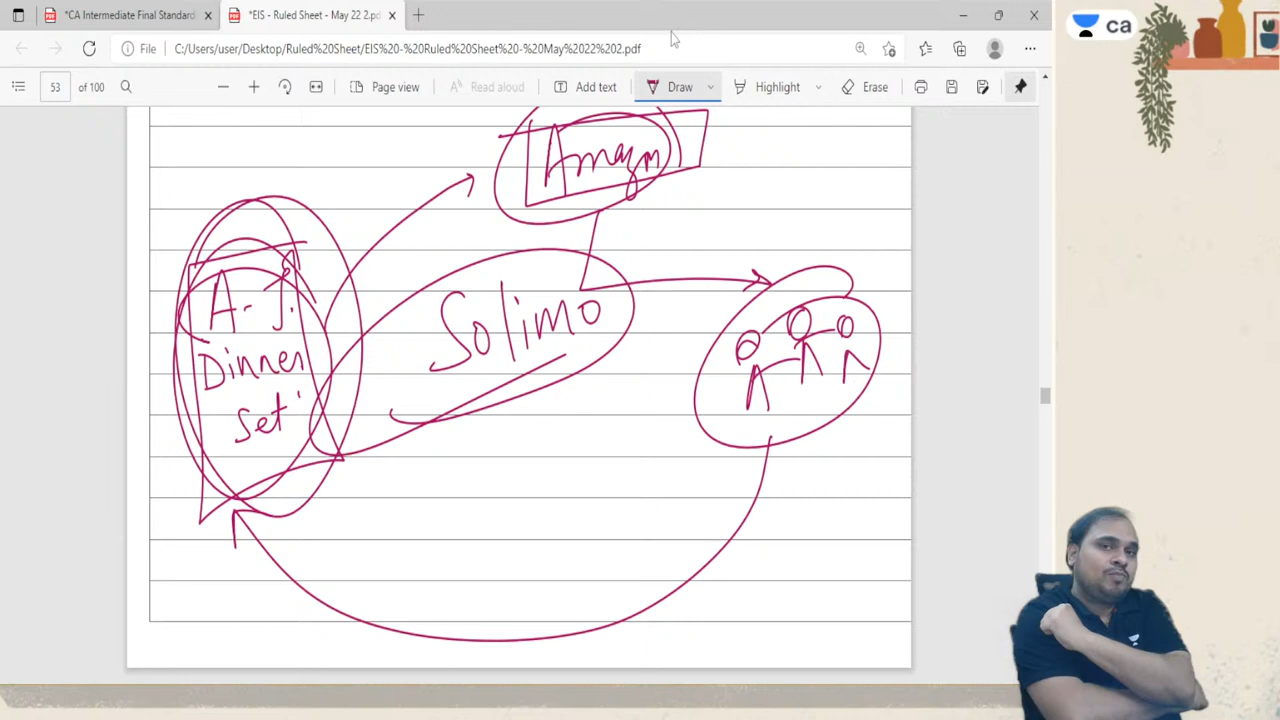 *CA Intermediate Final Standard
*EIS - Ruled Sheet - May 22 2.pd
File
C:/Users/user/Desktop/Ruled%20Sheet/EIS%20-%20Ruled%20Sheet%20-%20May%2022%202.pdf
ca
53 of 100
Page view
Read aloud
Add text
Draw
Highlight
Erase
Amazon
Solimo
A-J.
Dinner
Set